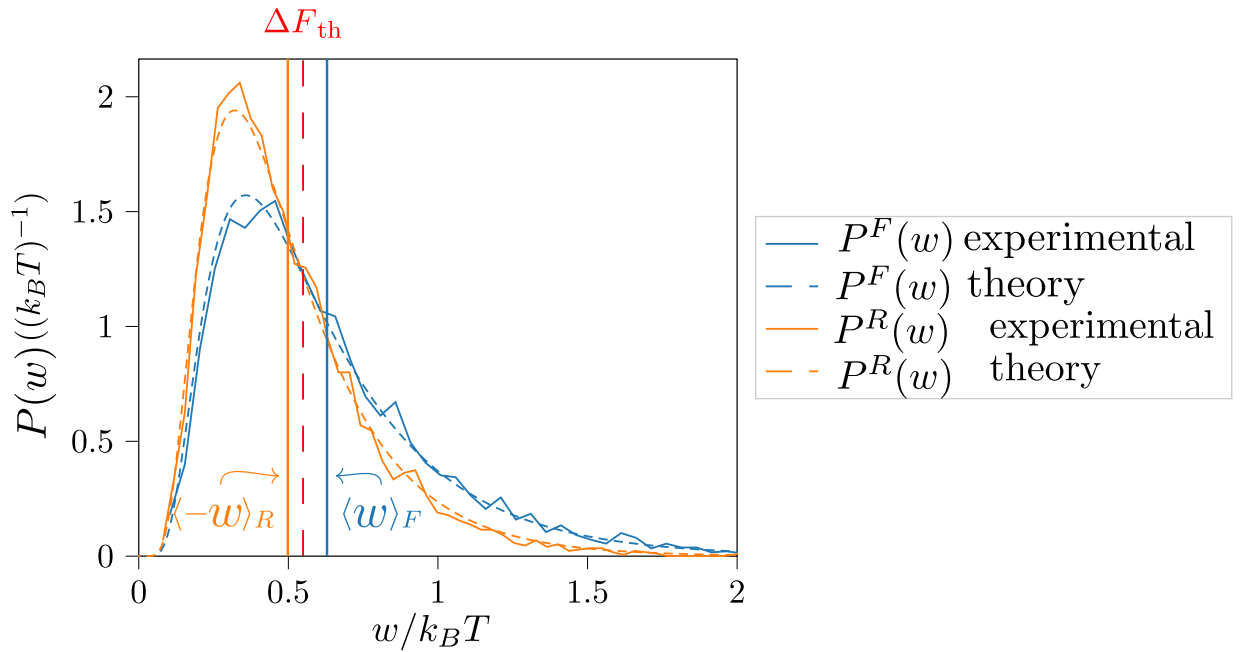 ΔF_th
2
1.5
1
0.5
0
P(w)((k_BT)^{-1})
⟨-w⟩_R
⟨w⟩_F
0
0.5
1
1.5
2
w/k_BT
P^F(w) experimental
P^F(w) theory
P^R(w) experimental
P^R(w) theory